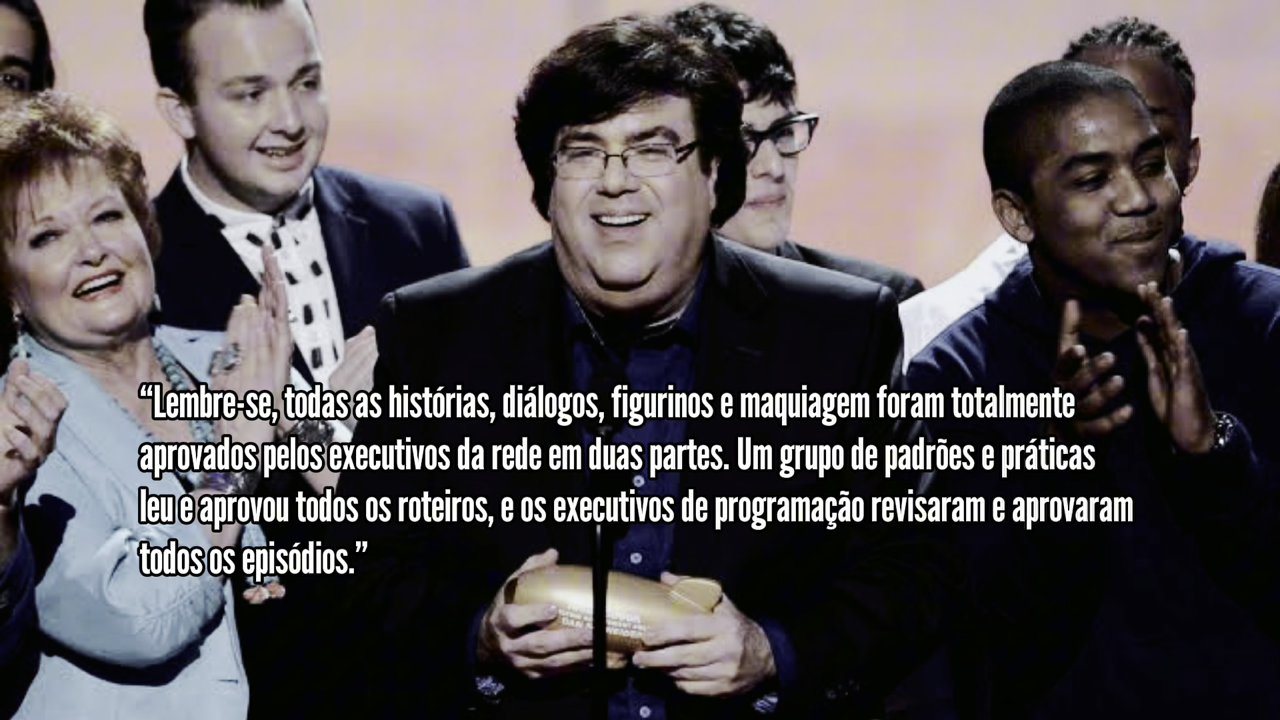 “Lembre-se, todas as histórias, diálogos, figurinos e maquiagem foram totalmente
aprovados pelos executivos da rede em duas partes. Um grupo de padrões e práticas
leu e aprovou todos os roteiros, e os executivos de programação revisaram e aprovaram
todos os episódios.”